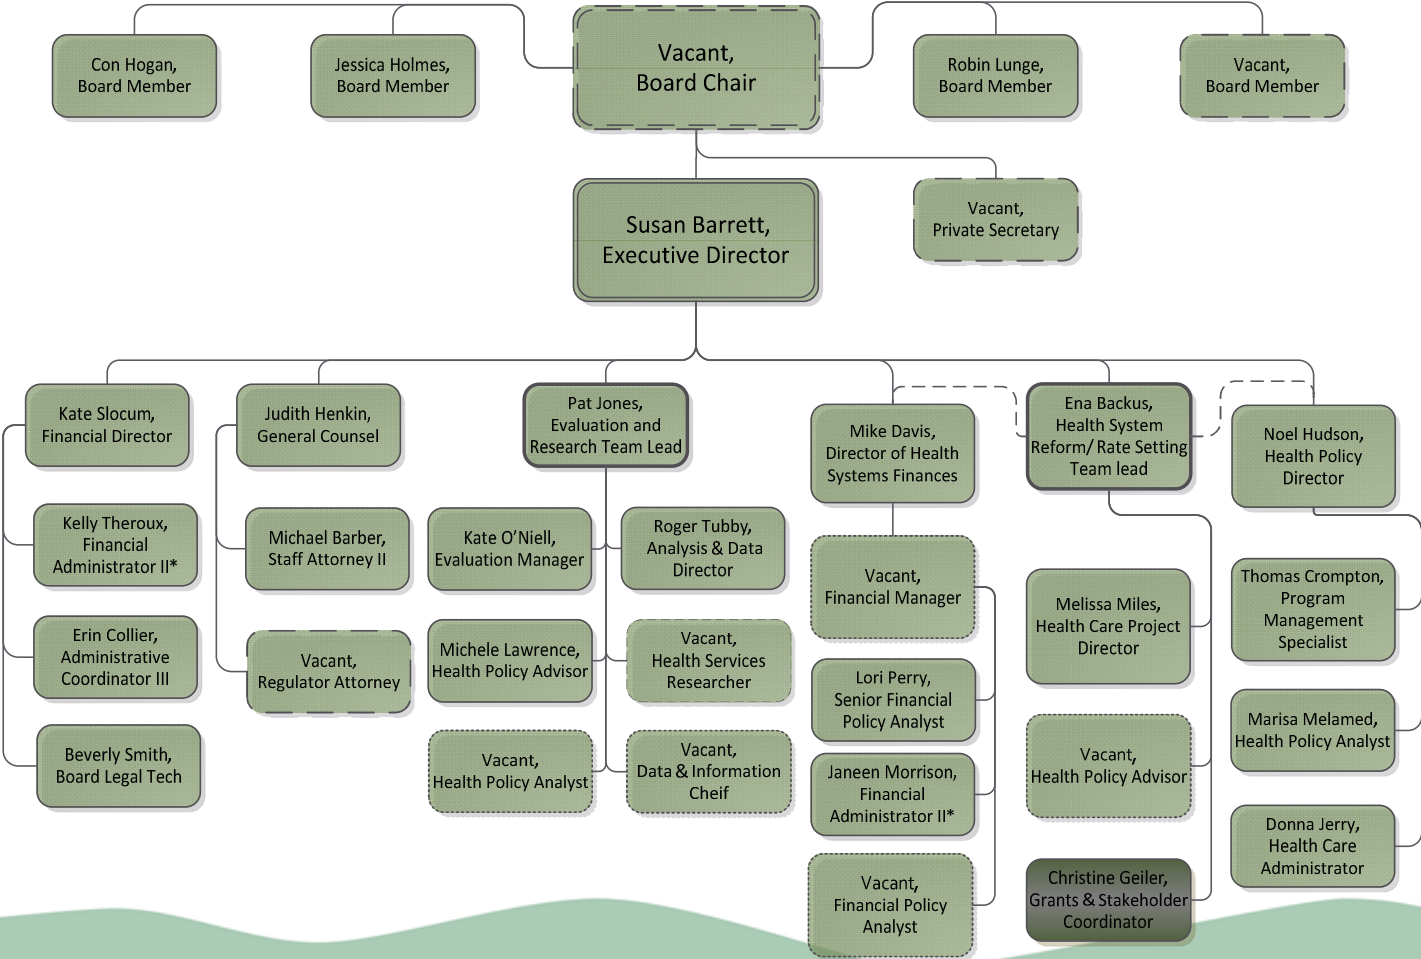 Con Hogan,
Board Member
Jessica Holmes,
Board Member
Vacant,
Board Chair
Robin Lunge,
Board Member
Vacant,
Board Member
Vacant,
Private Secretary
Susan Barrett,
Executive Director
Kate Slocum,
Financial Director
Kelly Theroux,
Financial
Administrator II*
Erin Collier,
Administrative
Coordinator III
Beverly Smith,
Board Legal Tech
Judith Henkin,
General Counsel
Michael Barber,
Staff Attorney II
Vacant,
Regulator Attorney
Pat Jones,
Evaluation and
Research Team Lead
Kate O'Niell,
Evaluation Manager
Roger Tubby,
Analysis & Data
Director
Michele Lawrence,
Health Policy Advisor
Vacant,
Health Services
Researcher
Vacant,
Health Policy Analyst
Vacant,
Data & Information
Cheif
Mike Davis,
Director of Health
Systems Finances
Vacant,
Financial Manager
Lori Perry,
Senior Financial
Policy Analyst
Janeen Morrison,
Financial
Administrator II*
Vacant,
Financial Policy
Analyst
Ena Backus,
Health System
Reform/ Rate Setting
Team lead
Melissa Miles,
Health Care Project
Director
Vacant,
Health Policy Advisor
Christine Geiler,
Grants & Stakeholder
Coordinator
Noel Hudson,
Health Policy
Director
Thomas Crompton,
Program
Management
Specialist
Marisa Melamed,
Health Policy Analyst
Donna Jerry,
Health Care
Administrator